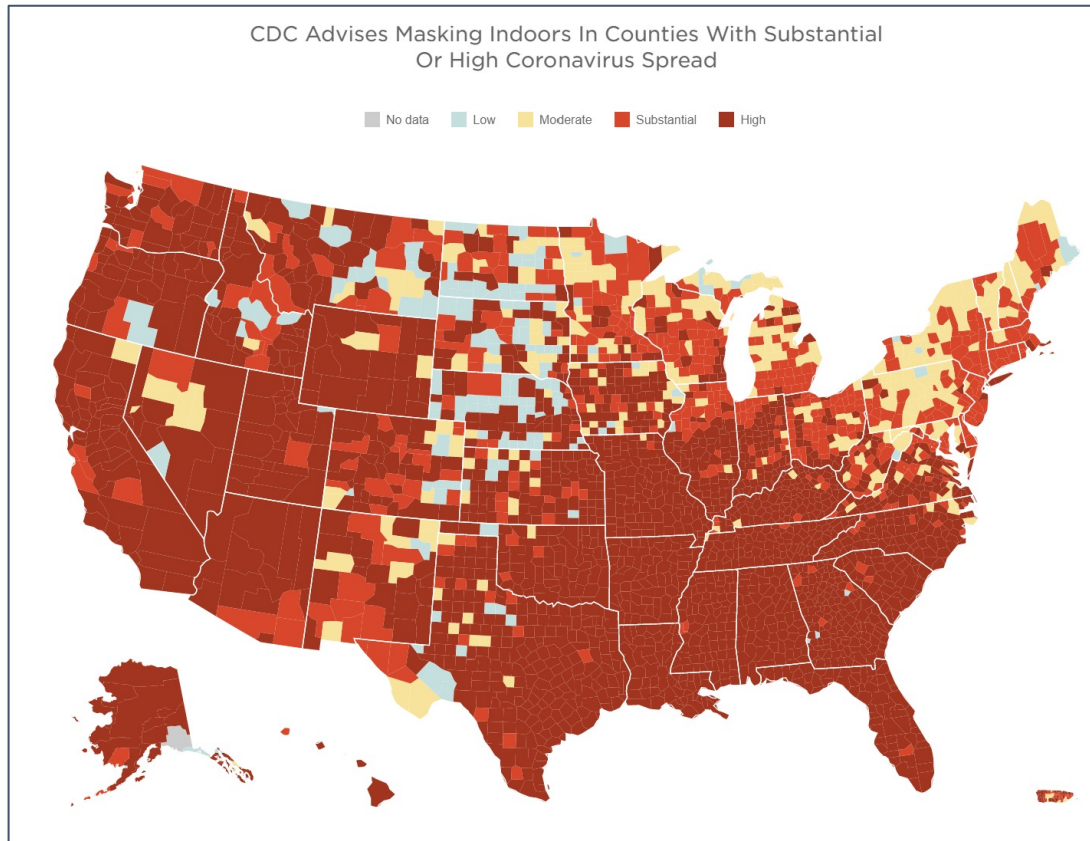 CDC Advises Masking Indoors In Counties With Substantial
Or High Coronavirus Spread
No data Low Moderate Substantial High